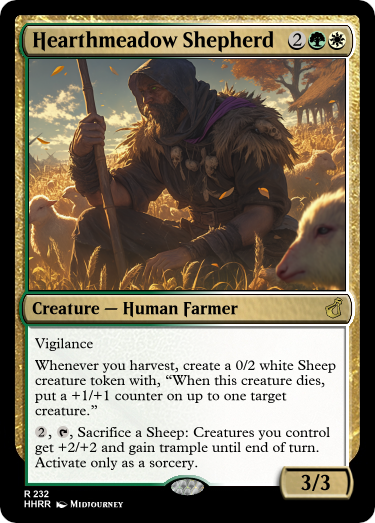 Hearthmeadow Shepherd 2
Creature — Human Farmer
Vigilance
Whenever you harvest, create a 0/2 white Sheep
creature token with, “When this creature dies,
put a +1/+1 counter on up to one target
creature.”
2, , Sacrifice a Sheep: Creatures you control
get +2/+2 and gain trample until end of turn.
Activate only as a sorcery.
3/3
R 232
HHRR Midjourney